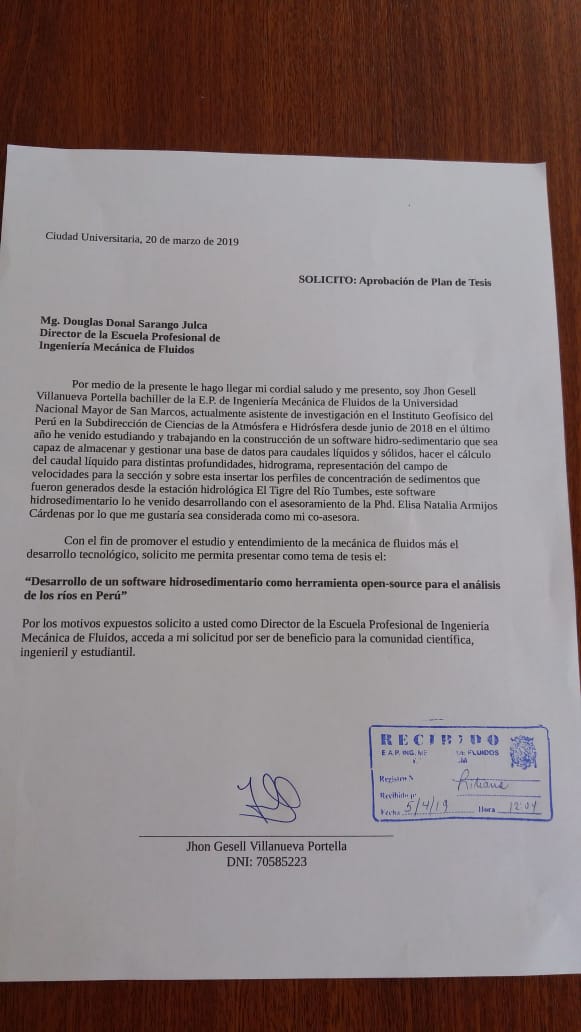 Ciudad Universitaria, 20 de marzo de 2019
SOLICITO: Aprobación de Plan de Tesis
Mg. Douglas Donal Sarango Julca
Director de la Escuela Profesional de
Ingeniería Mecánica de Fluidos
Por medio de la presente le hago llegar mi cordial saludo y me presento, soy Jhon Gesell
Villanueva Portella bachiller de la E.P. de Ingeniería Mecánica de Fluidos de la Universidad
Nacional Mayor de San Marcos, actualmente asistente de investigación en el Instituto Geofísico del
Perú en la Subdirección de Ciencias de la Atmósfera e Hidrósfera desde junio de 2018 en el último
año he venido estudiando y trabajando en la construcción de un software hidro-sedimentario que sea
capaz de almacenar y gestionar una base de datos para caudales líquidos y sólidos, hacer el cálculo
del caudal líquido para distintas profundidades, hidrograma, representación del campo de
velocidades para la sección y sobre esta insertar los perfiles de concentración de sedimentos que
fueron generados desde la estación hidrológica El Tigre del Río Tumbes, este software
hidrosedimentario lo he venido desarrollando con el asesoramiento de la Phd. Elisa Natalia Armijos
Cárdenas por lo que me gustaría sea considerada como mi co-asesora.
Con el fin de promover el estudio y entendimiento de la mecánica de fluidos más el
desarrollo tecnológico, solicito me permita presentar como tema de tesis el:
“Desarrollo de un software hidrosedimentario como herramienta open-source para el análisis
de los ríos en Perú”
Por los motivos expuestos solicito a usted como Director de la Escuela Profesional de Ingeniería
Mecánica de Fluidos, acceda a mi solicitud por ser de beneficio para la comunidad científica,
ingenieril y estudiantil.
RECIBIDO
E.A.P. ING. ME DE FLUIDOS
Registro N
Liliana
Recibido p
Fecha 5/4/19 Hora 12:04
Jhon Gesell Villanueva Portella
DNI: 70585223